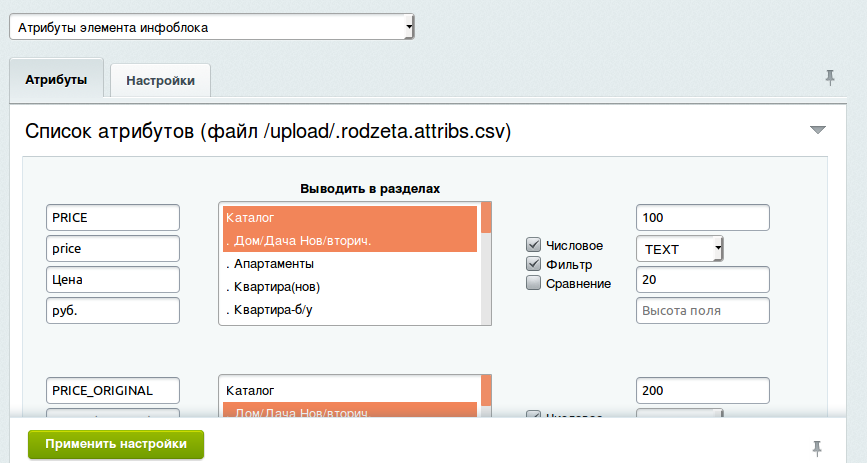 Атрибуты элемента инфоблока
Атрибуты
Настройки
Список атрибутов (файл /upload/.rodzeta.attribs.csv)
Выводить в разделах
PRICE
price
Цена
руб.
Каталог
. Дом/Дача Нов/вторич.
. Апартаменты
. Квартира(нов)
. Квартира-б/у
Числовое
Фильтр
Сравнение
100
TEXT
20
Высота поля
PRICE_ORIGINAL
Каталог
. Дом/Дача Нов/вторич.
Числовое
200
Применить настройки